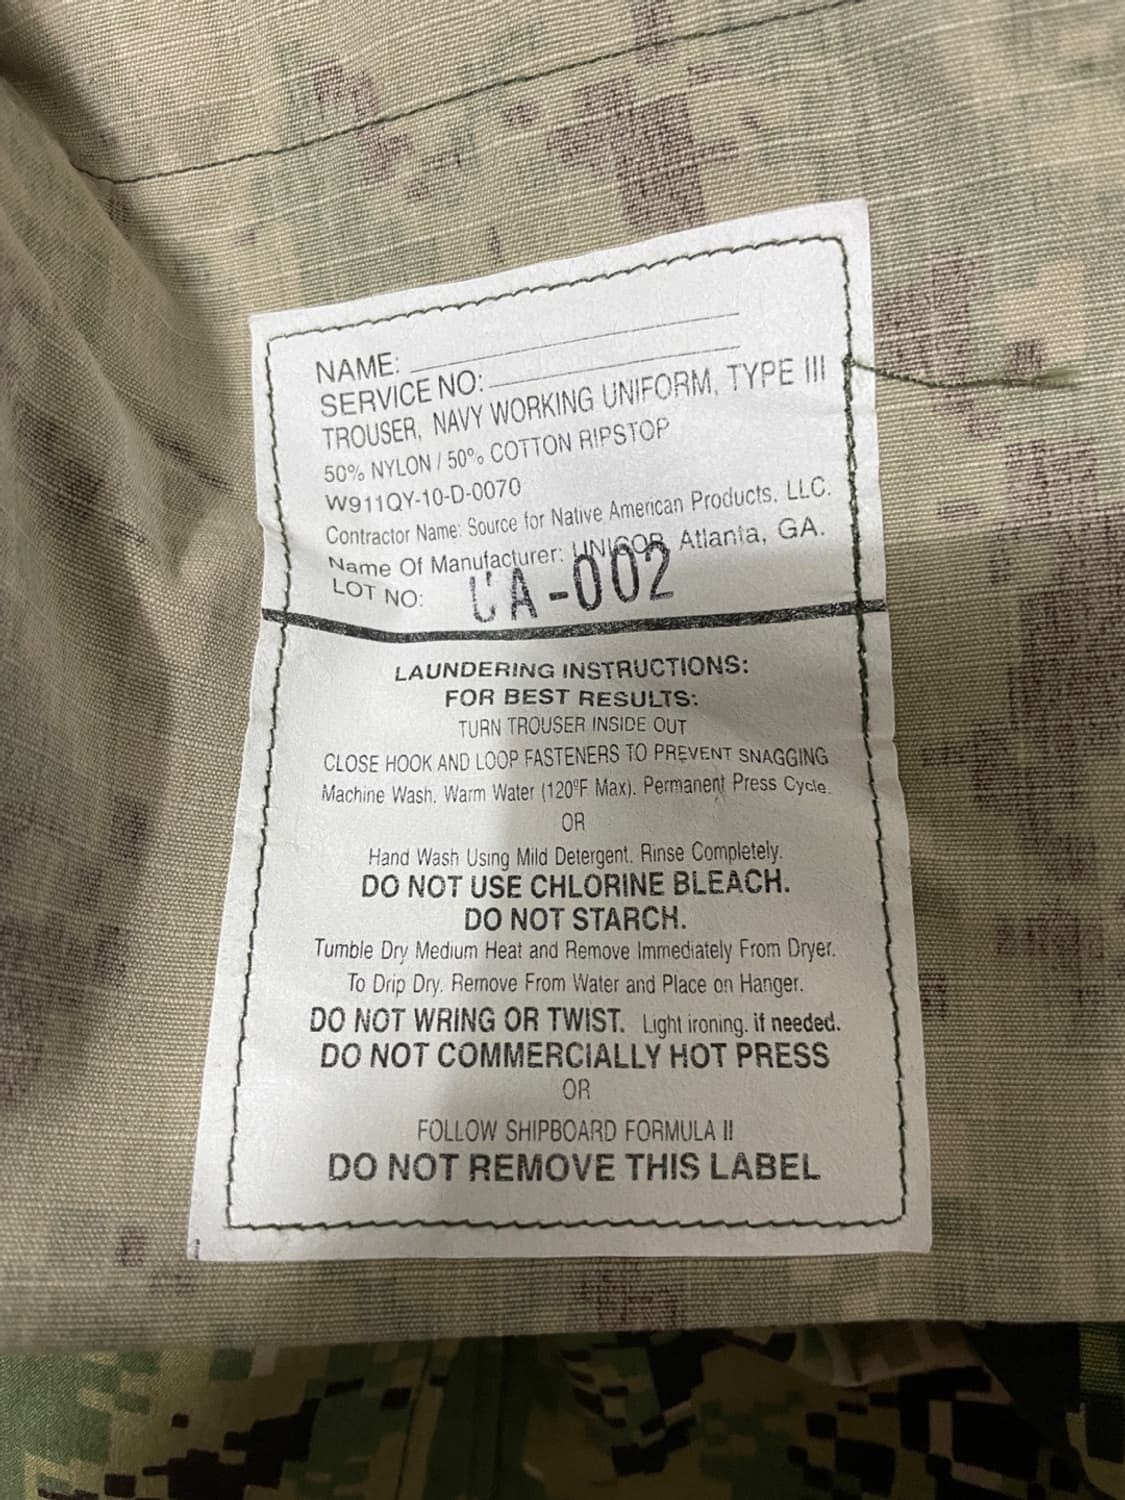 NAME:
SERVICE NO:
TROUSER, NAVY WORKING UNIFORM, TYPE III
50% NYLON / 50% COTTON RIPSTOP
W911QY-10-D-0070
Contractor Name: Source for Native American Products, LLC.
Name Of Manufacturer: UNICOR Atlanta, GA.
LOT NO: CA-002
LAUNDERING INSTRUCTIONS:
FOR BEST RESULTS:
TURN TROUSER INSIDE OUT
CLOSE HOOK AND LOOP FASTENERS TO PREVENT SNAGGING
Machine Wash. Warm Water (120°F Max). Permanent Press Cycle.
OR
Hand Wash Using Mild Detergent. Rinse Completely.
DO NOT USE CHLORINE BLEACH.
DO NOT STARCH.
Tumble Dry Medium Heat and Remove Immediately From Dryer.
To Drip Dry. Remove From Water and Place on Hanger.
DO NOT WRING OR TWIST. Light ironing. if needed.
DO NOT COMMERCIALLY HOT PRESS
OR
FOLLOW SHIPBOARD FORMULA II
DO NOT REMOVE THIS LABEL